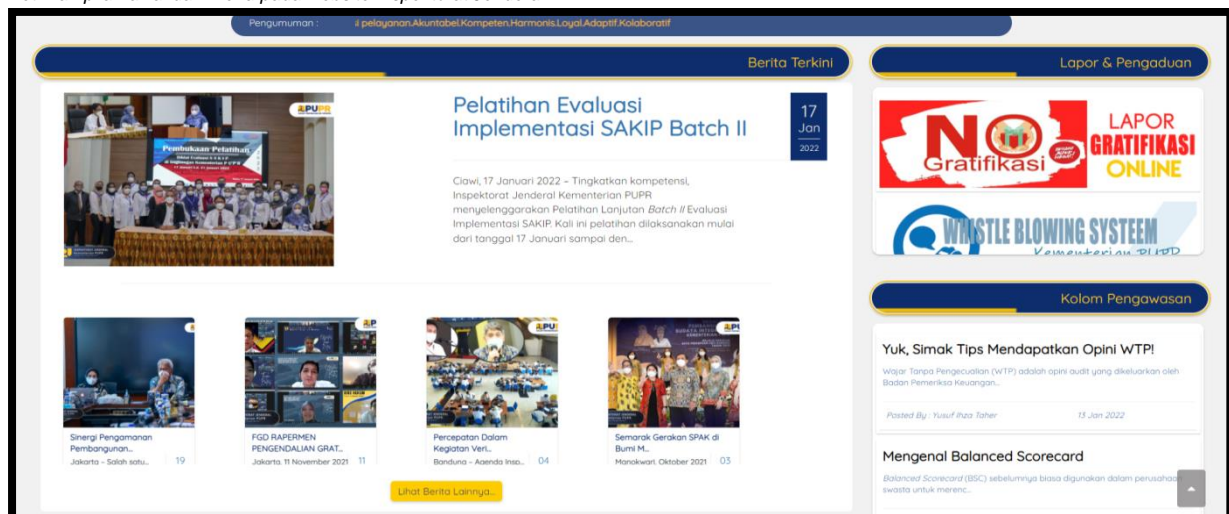 Pengumuman :
i pelayanan.Akuntabel.Kompeten.Harmonis.Loyal.Adaptif.Kolaboratif
Berita Terkini
PUPR
Pembukaan Pelatihan
Pelatihan Evaluasi
Implementasi SAKIP Batch II
17
Jan
2022
Ciawi, 17 Januari 2022 – Tingkatkan kompetensi,
Inspektorat Jenderal Kementerian PUPR
menyelenggarakan Pelatihan Lanjutan Batch II Evaluasi
Implementasi SAKIP. Kali ini pelatihan dilaksanakan mulai
dari tanggal 17 Januari sampai den...
Sinergi Pengamanan
Pembangunan...
Jakarta – Salah satu...
19
FGD RAPERMEN
PENGENDALIAN GRAT...
Jakarta, 11 November 2021
11
Percepatan Dalam
Kegiatan Veri...
Bandung – Agenda Insp...
04
Semarak Gerakan SPAK di
Bumi M...
Manokwari, Oktober 2021
03
Lihat Berita Lainnya...
Lapor & Pengaduan
NO
Gratifikasi
LAPOR
GRATIFIKASI
ONLINE
WHISTLE BLOWING SYSTEEM
Kementerian PUPR
Kolom Pengawasan
Yuk, Simak Tips Mendapatkan Opini WTP!
Wajar Tanpa Pengecualian (WTP) adalah opini audit yang dikeluarkan oleh
Badan Pemeriksa Keuangan...
Posted By : Yusuf Ihza Taher
13 Jan 2022
Mengenal Balanced Scorecard
Balanced Scorecard (BSC) sebelumnya biasa digunakan dalam perusahaan
swasta untuk merenc...